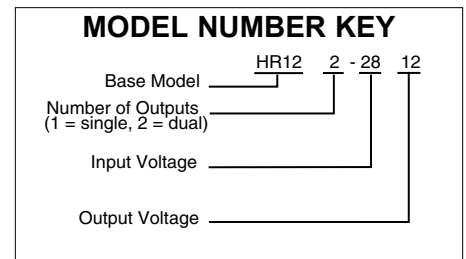 MODEL NUMBER KEY
HR12 2 - 28 12
Base Model
Number of Outputs
(1 = single, 2 = dual)
Input Voltage
Output Voltage